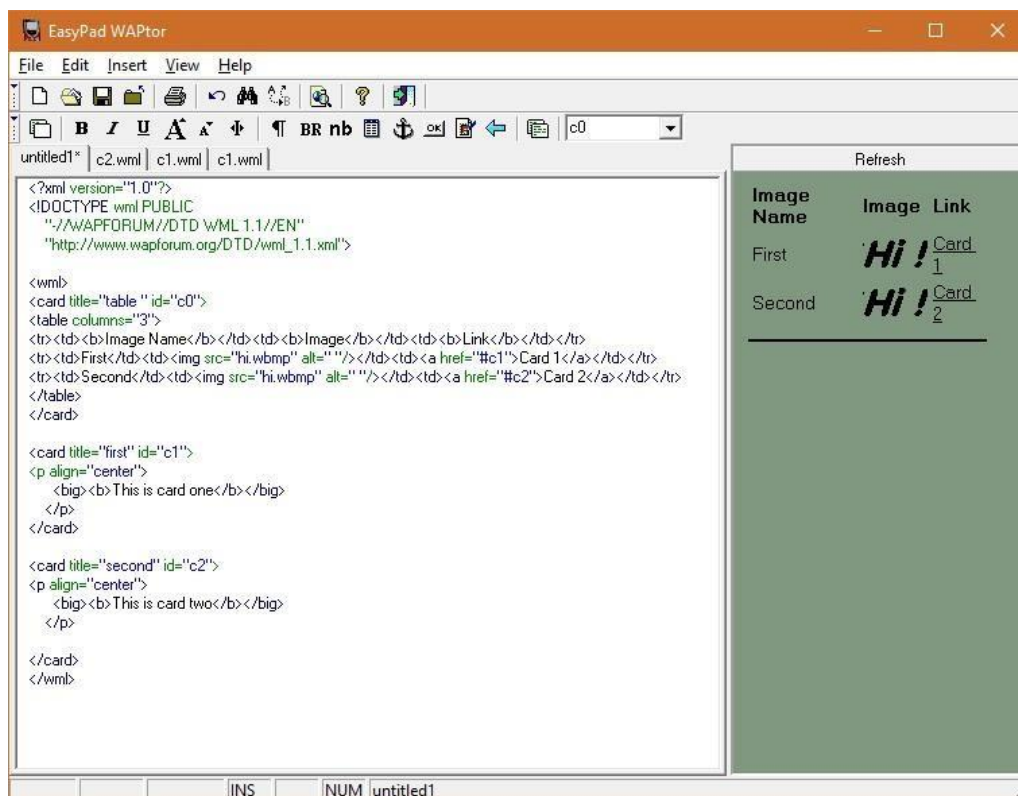 EasyPad WAPtor
File Edit Insert View Help
B I U A A ¶ BR nb ok c0
untitled1* c2.wml c1.wml c1.wml
<?xml version="1.0"?>
<!DOCTYPE wml PUBLIC
"-//WAPFORUM//DTD WML 1.1//EN"
"http://www.wapforum.org/DTD/wml_1.1.xml">
<wml>
<card title="table " id="c0">
<table columns="3">
<tr><td><b>Image Name</b></td><td><b>Image</b></td><td><b>Link</b></td></tr>
<tr><td>First</td><td><img src="hi.wbmp" alt=" "/></td><td><a href="#c1">Card 1</a></td></tr>
<tr><td>Second</td><td><img src="hi.wbmp" alt=" "/></td><td><a href="#c2">Card 2</a></td></tr>
</table>
</card>
<card title="first" id="c1">
<p align="center">
<big><b>This is card one</b></big>
</p>
</card>
<card title="second" id="c2">
<p align="center">
<big><b>This is card two</b></big>
</p>
</card>
</wml>
Refresh
Image
Name Image Link
First Hi ! Card
1
Second Hi ! Card
2
INS NUM untitled1